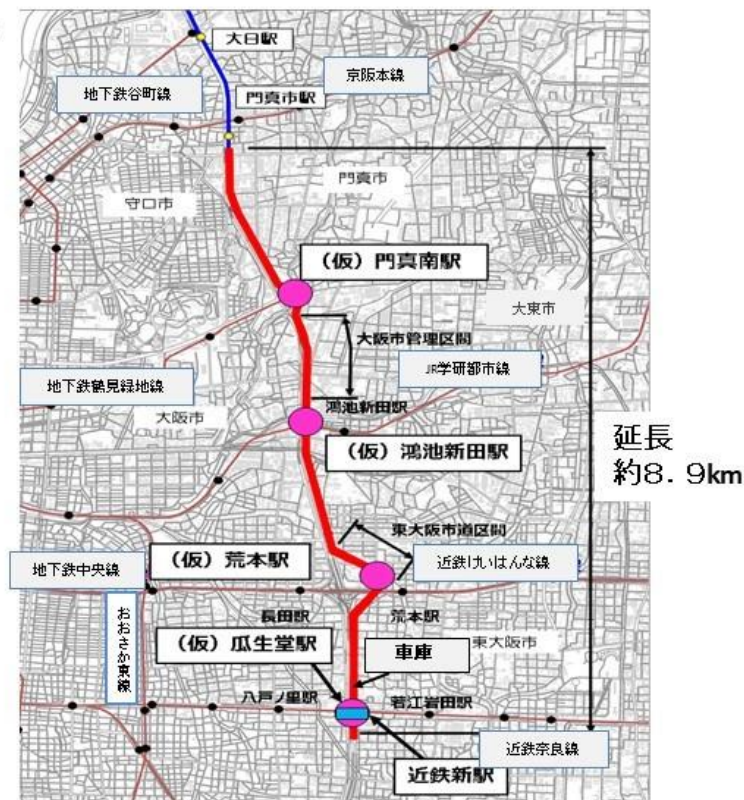 大日駅
京阪本線
地下鉄谷町線
門真市駅
門真市
守口市
(仮)門真南駅
大東市
大阪市管理区間
JR学研都市線
地下鉄鶴見緑地線
鴻池新田駅
大阪市
延長
約8.9km
(仮)鴻池新田駅
東大阪市道区間
(仮)荒本駅
近鉄けいはんな線
地下鉄中央線
おおさか東線
長田駅
荒本駅
(仮)瓜生堂駅
車庫
東大阪市
八戸ノ里駅
若江岩田駅
近鉄奈良線
近鉄新駅